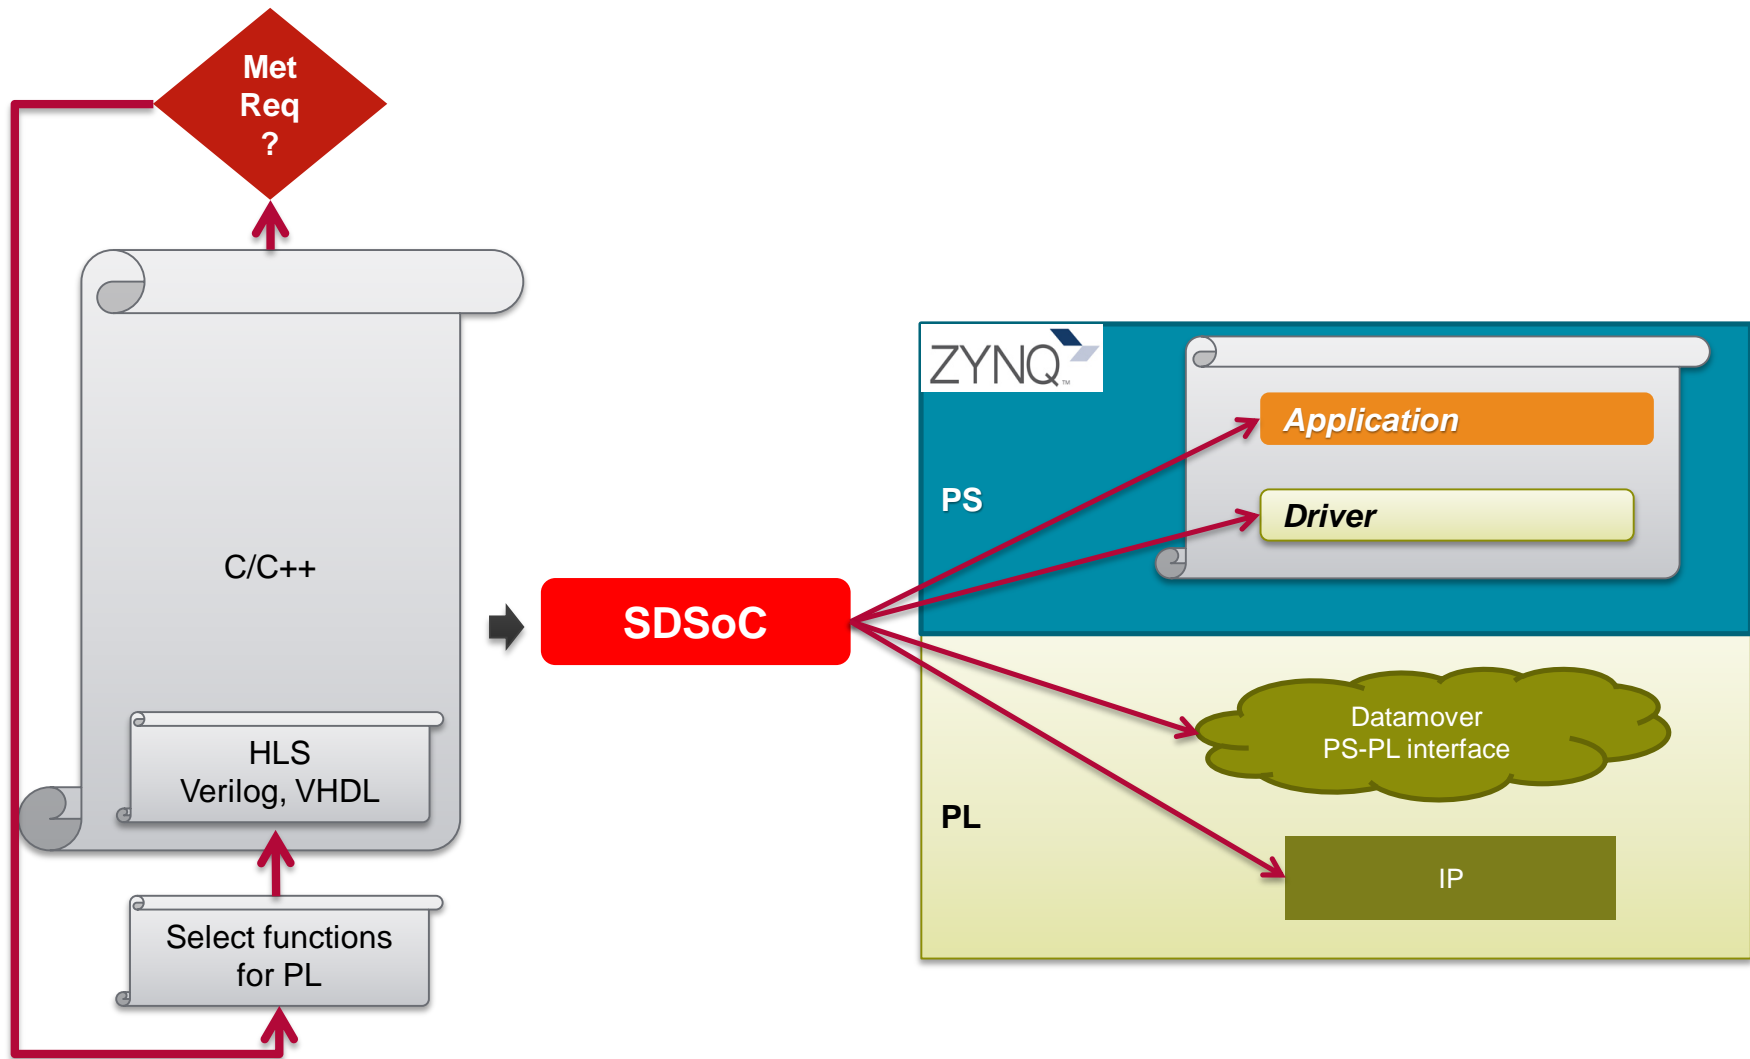 Met
Req
?
C/C++
HLS
Verilog, VHDL
Select functions
for PL
SDSoC
ZYNQ™
PS
Application
Driver
PL
Datamover
PS-PL interface
IP